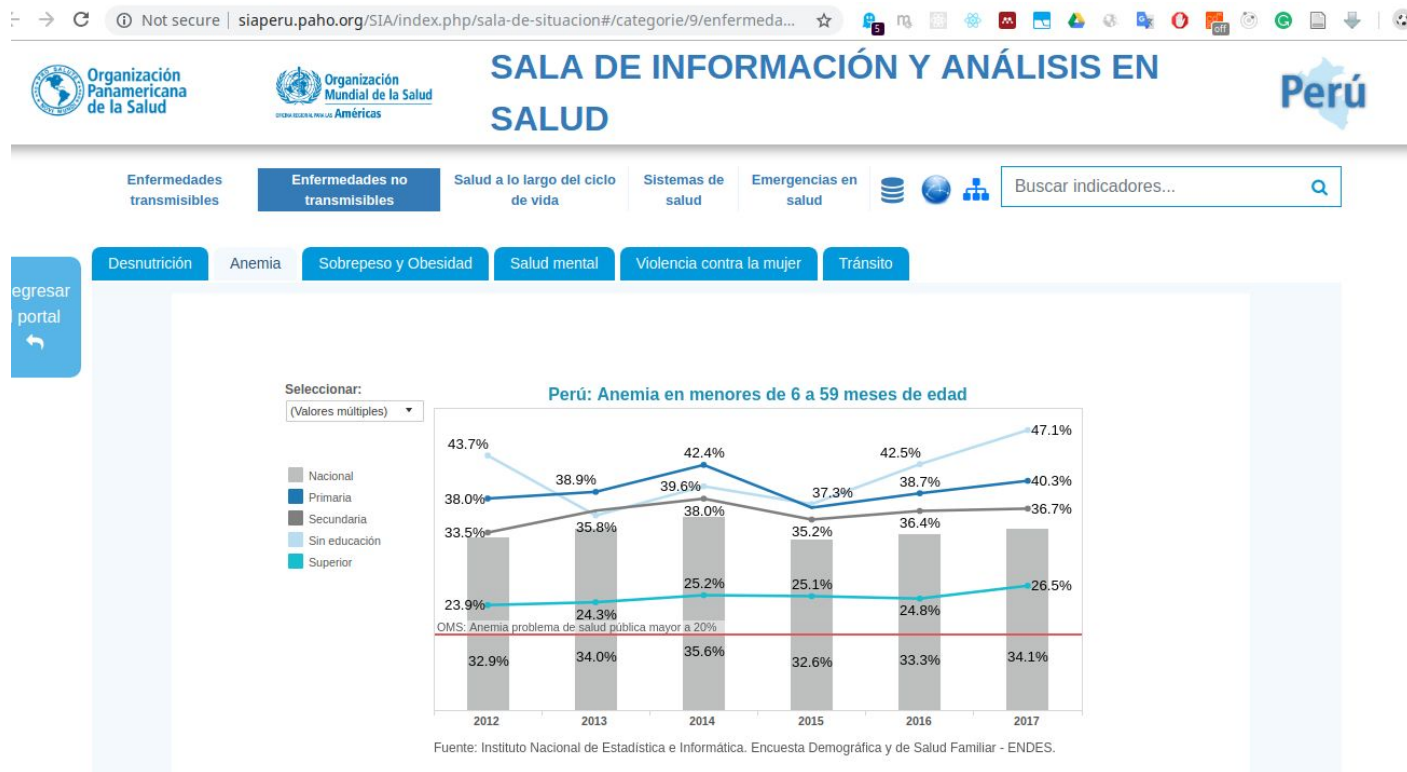 Not secure | siaperu.paho.org/SIA/index.php/sala-de-situacion#/categorie/9/enfermeda...
5
off
Organización
Panamericana
de la Salud
Organización
Mundial de la Salud
OFICINA REGIONAL PARA LAS Américas
SALA DE INFORMACIÓN Y ANÁLISIS EN
SALUD
Perú
Enfermedades
transmisibles
Enfermedades no
transmisibles
Salud a lo largo del ciclo
de vida
Sistemas de
salud
Emergencias en
salud
Buscar indicadores...
Desnutrición
Anemia
Sobrepeso y Obesidad
Salud mental
Violencia contra la mujer
Tránsito
egresar
l portal
Seleccionar:
(Valores múltiples)
Nacional
Primaria
Secundaria
Sin educación
Superior
Perú: Anemia en menores de 6 a 59 meses de edad
43.7%
42.4%
42.5%
47.1%
38.0%
38.9%
39.6%
37.3%
38.7%
40.3%
33.5%
35.8%
38.0%
35.2%
36.4%
36.7%
23.9%
24.3%
25.2%
25.1%
24.8%
26.5%
OMS: Anemia problema de salud pública mayor a 20%
32.9%
34.0%
35.6%
32.6%
33.3%
34.1%
2012
2013
2014
2015
2016
2017
Fuente: Instituto Nacional de Estadística e Informática. Encuesta Demográfica y de Salud Familiar - ENDES.